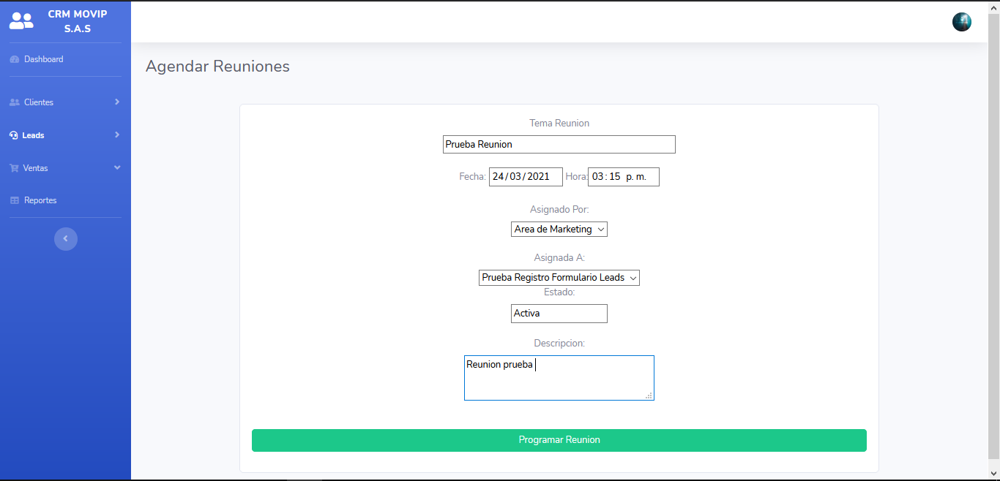 CRM MOVIP
S.A.S
Dashboard
Clientes
Leads
Ventas
Reportes
Agendar Reuniones
Tema Reunion
Prueba Reunion
Fecha: 24/03/2021 Hora: 03:15 p. m.
Asignado Por:
Area de Marketing
Asignada A:
Prueba Registro Formulario Leads
Estado:
Activa
Descripcion:
Reunion prueba
Programar Reunion